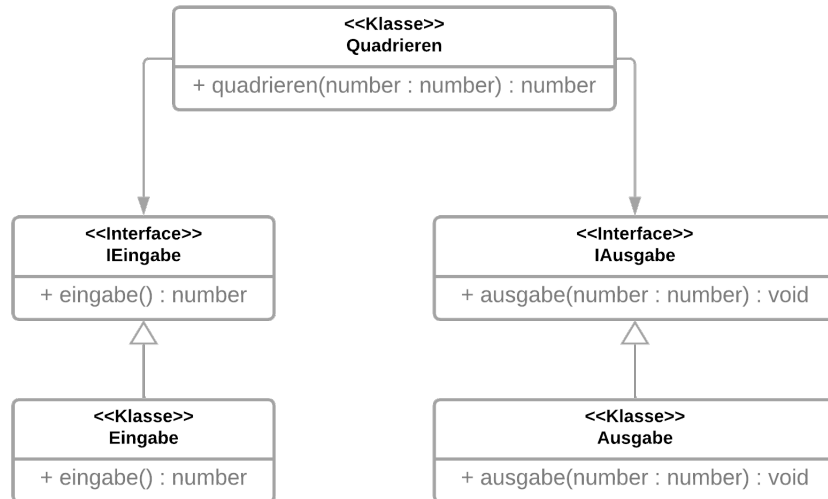 <<Klasse>>
Quadrieren
+ quadrieren(number : number) : number
<<Interface>>
IEingabe
+ eingabe() : number
<<Interface>>
IAusgabe
+ ausgabe(number : number) : void
<<Klasse>>
Eingabe
+ eingabe() : number
<<Klasse>>
Ausgabe
+ ausgabe(number : number) : void